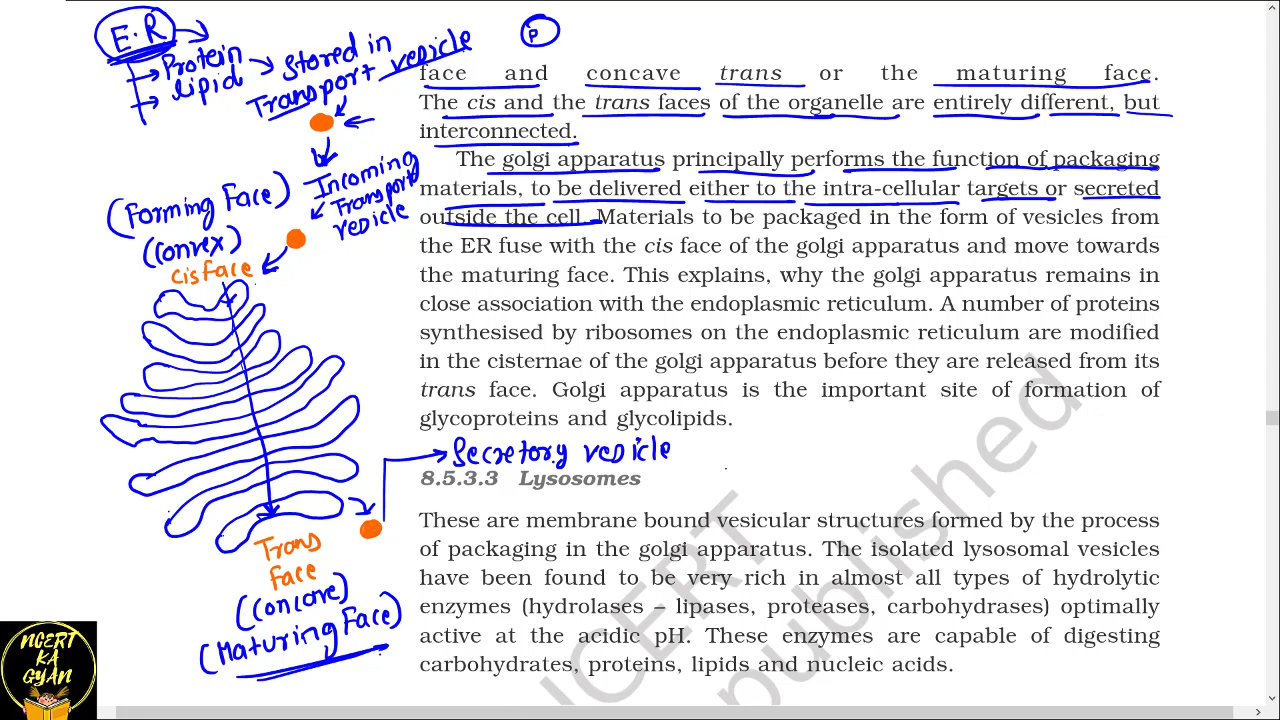 E.R
Protein
lipid
Stored in
Transport vesicle
P
face and concave trans or the maturing face.
The cis and the trans faces of the organelle are entirely different, but
interconnected.
The golgi apparatus principally performs the function of packaging
materials, to be delivered either to the intra-cellular targets or secreted
outside the cell. Materials to be packaged in the form of vesicles from
the ER fuse with the cis face of the golgi apparatus and move towards
the maturing face. This explains, why the golgi apparatus remains in
close association with the endoplasmic reticulum. A number of proteins
synthesised by ribosomes on the endoplasmic reticulum are modified
in the cisternae of the golgi apparatus before they are released from its
trans face. Golgi apparatus is the important site of formation of
glycoproteins and glycolipids.
Incoming
Transport
vesicle
(Forming Face)
(Convex)
Cis face
Secretory vesicle
8.5.3.3 Lysosomes
These are membrane bound vesicular structures formed by the process
of packaging in the golgi apparatus. The isolated lysosomal vesicles
have been found to be very rich in almost all types of hydrolytic
enzymes (hydrolases – lipases, proteases, carbohydrases) optimally
active at the acidic pH. These enzymes are capable of digesting
carbohydrates, proteins, lipids and nucleic acids.
Trans
Face
(Concave)
(Maturing Face)
NCERT
KA
GYAN
NCERT
published